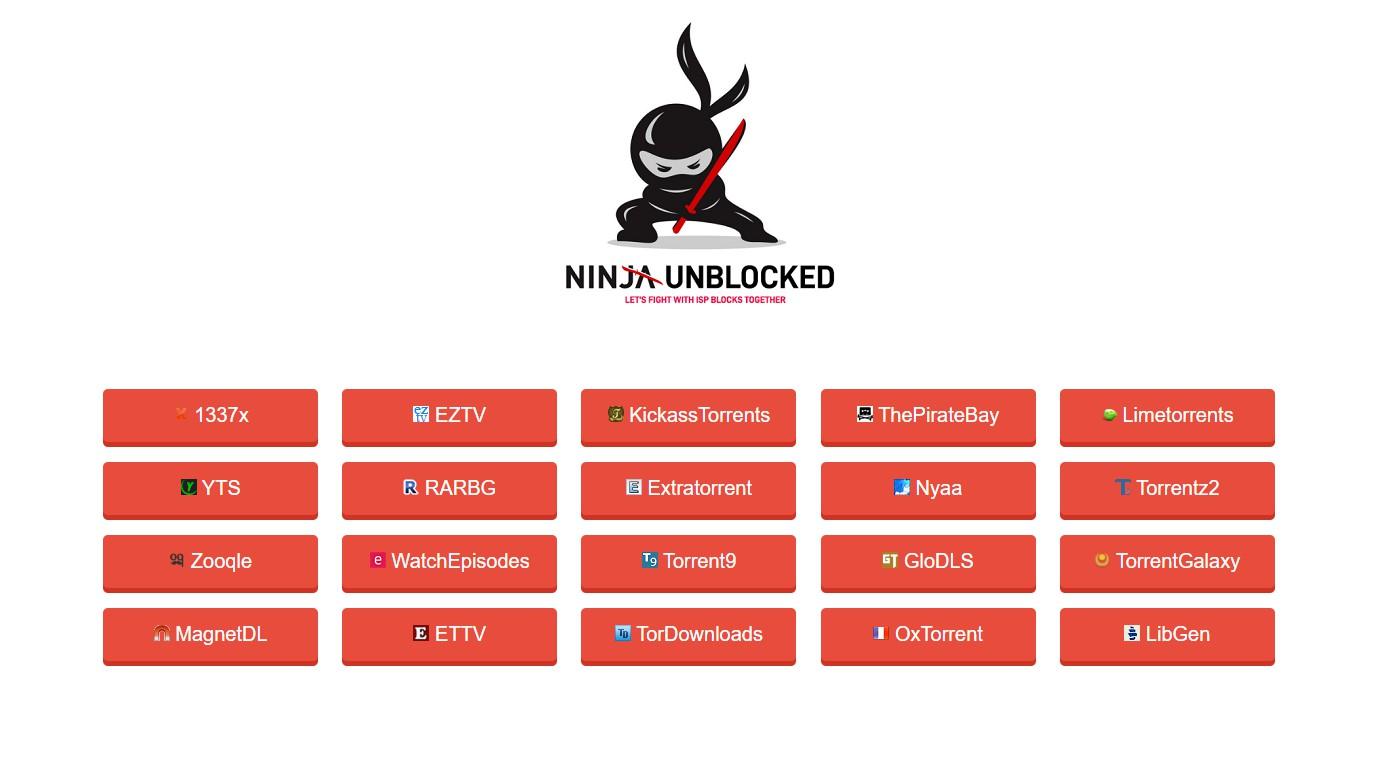 NINJA UNBLOCKED
LET'S FIGHT WITH ISP BLOCKS TOGETHER
1337x
EZTV
KickassTorrents
ThePirateBay
Limetorrents
YTS
RARBG
Extratorrent
Nyaa
Torrentz2
Zooqle
WatchEpisodes
Torrent9
GloDLS
TorrentGalaxy
MagnetDL
ETTV
TorDownloads
OxTorrent
LibGen